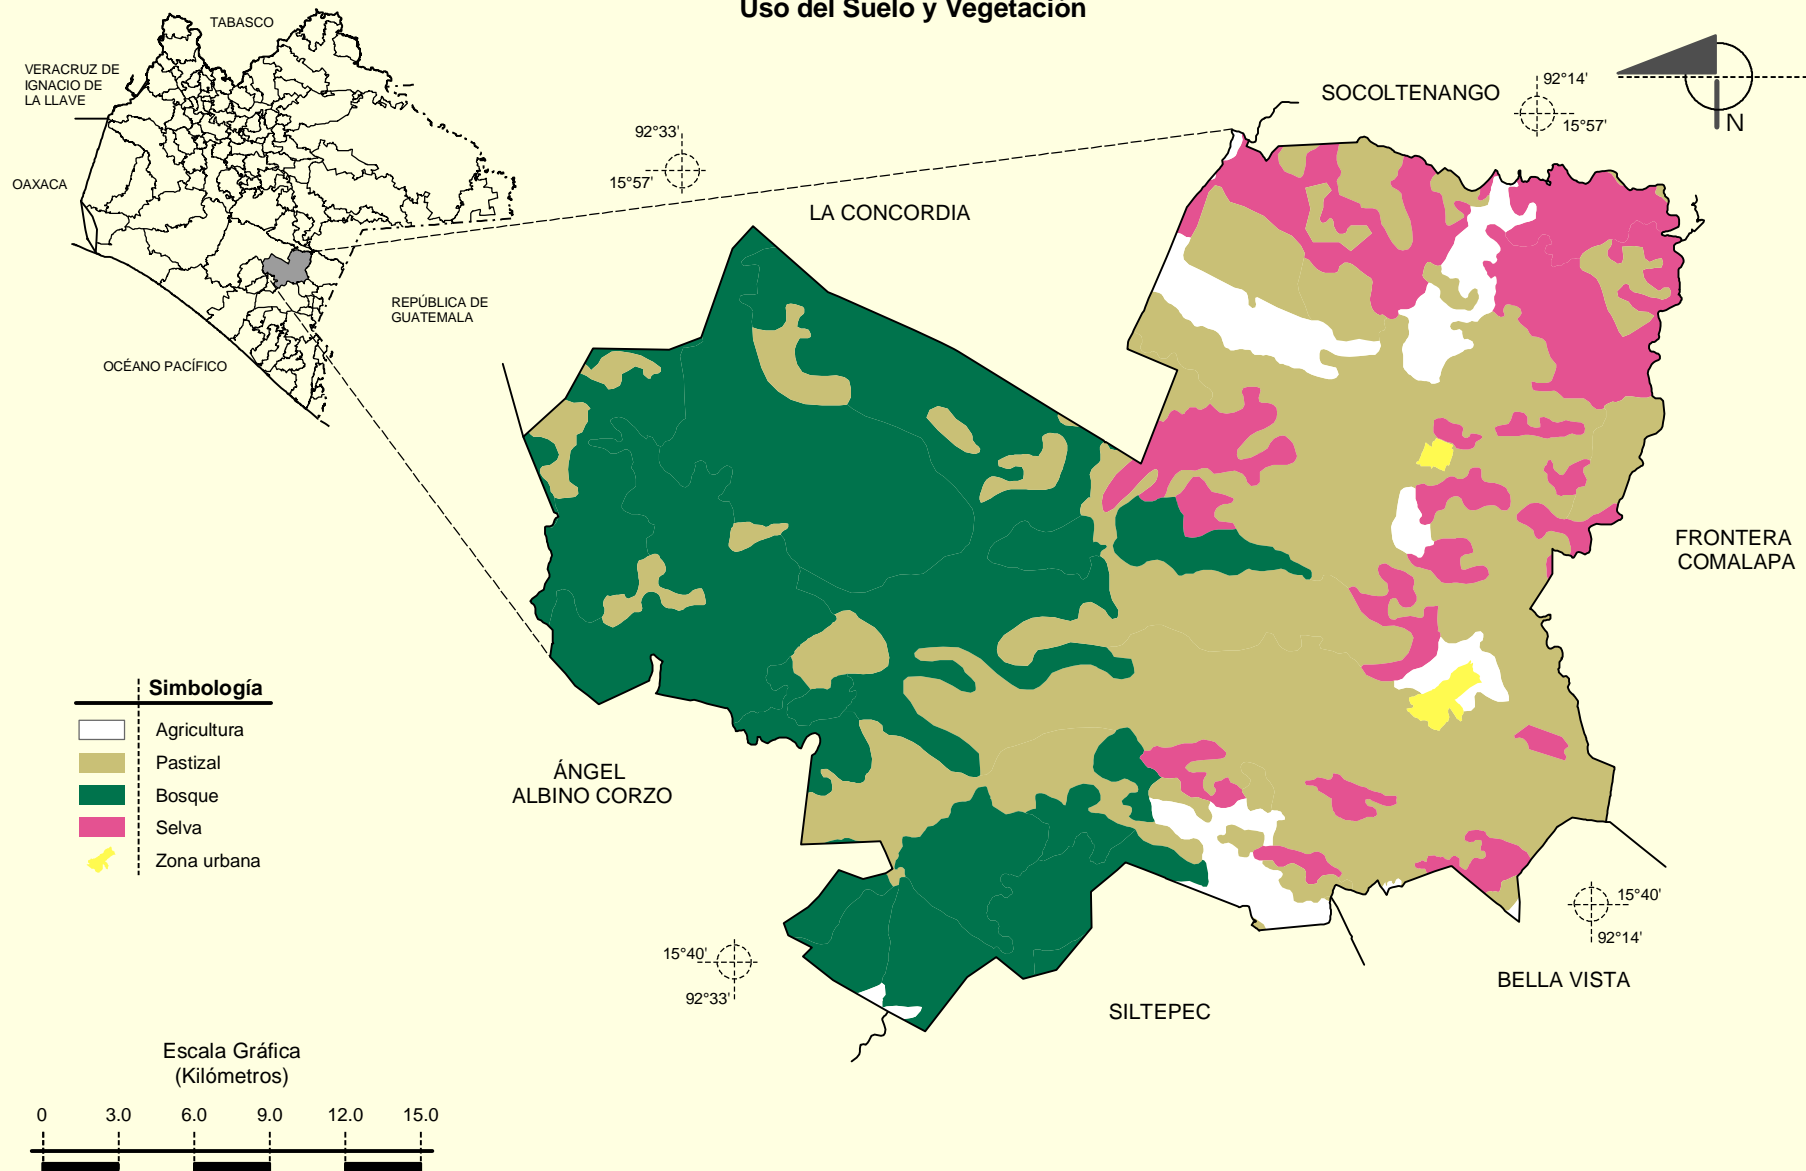 Uso del Suelo y Vegetación
TABASCO
VERACRUZ DE
IGNACIO DE
LA LLAVE
OAXACA
REPÚBLICA DE
GUATEMALA
OCÉANO PACÍFICO
92°33'
15°57'
LA CONCORDIA
SOCOLTENANGO
92°14'
15°57'
N
FRONTERA
COMALAPA
Simbología
Agricultura
Pastizal
Bosque
Selva
Zona urbana
ÁNGEL
ALBINO CORZO
15°40'
92°33'
SILTEPEC
BELLA VISTA
15°40'
92°14'
Escala Gráfica
(Kilómetros)
0 3.0 6.0 9.0 12.0 15.0